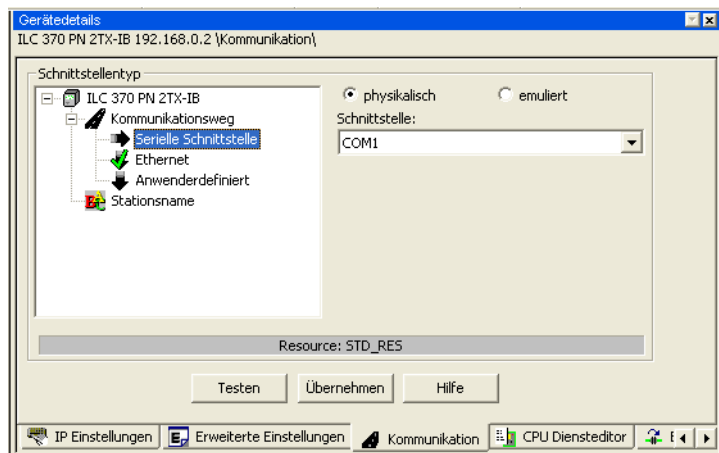 Gerätedetails
ILC 370 PN 2TX-IB 192.168.0.2 \Kommunikation\
Schnittstellentyp
ILC 370 PN 2TX-IB
Kommunikationsweg
Serielle Schnittstelle
Ethernet
Anwenderdefiniert
Stationsname
physikalisch
emuliert
Schnittstelle:
COM1
Resource: STD_RES
Testen
Übernehmen
Hilfe
IP Einstellungen
Erweiterte Einstellungen
Kommunikation
CPU Diensteditor